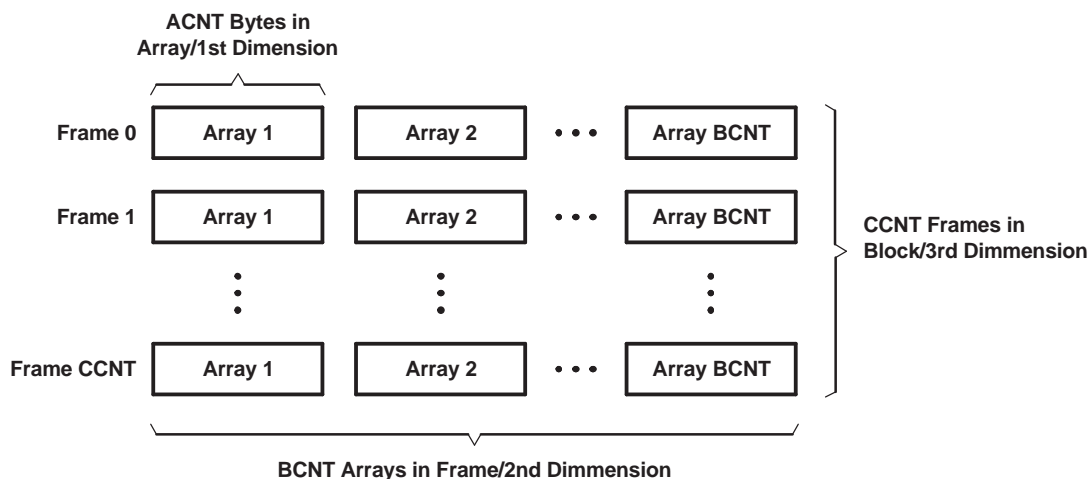 ACNT Bytes in
Array/1st Dimension
Frame 0 Array 1 Array 2 Array BCNT
Frame 1 Array 1 Array 2 Array BCNT
CCNT Frames in
Block/3rd Dimmension
Frame CCNT Array 1 Array 2 Array BCNT
BCNT Arrays in Frame/2nd Dimmension